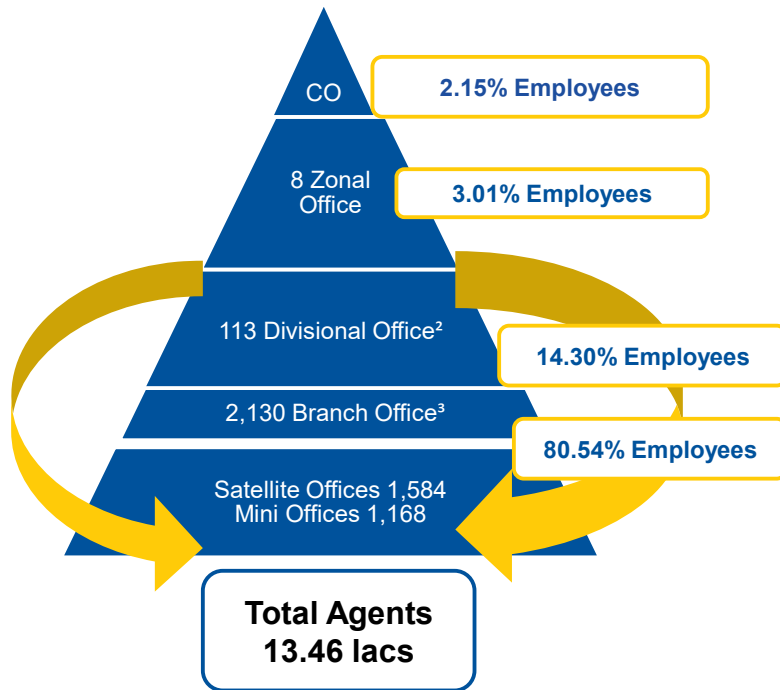 CO
2.15% Employees
8 Zonal
Office
3.01% Employees
113 Divisional Office²
14.30% Employees
2,130 Branch Office³
80.54% Employees
Satellite Offices 1,584
Mini Offices 1,168
Total Agents
13.46 lacs